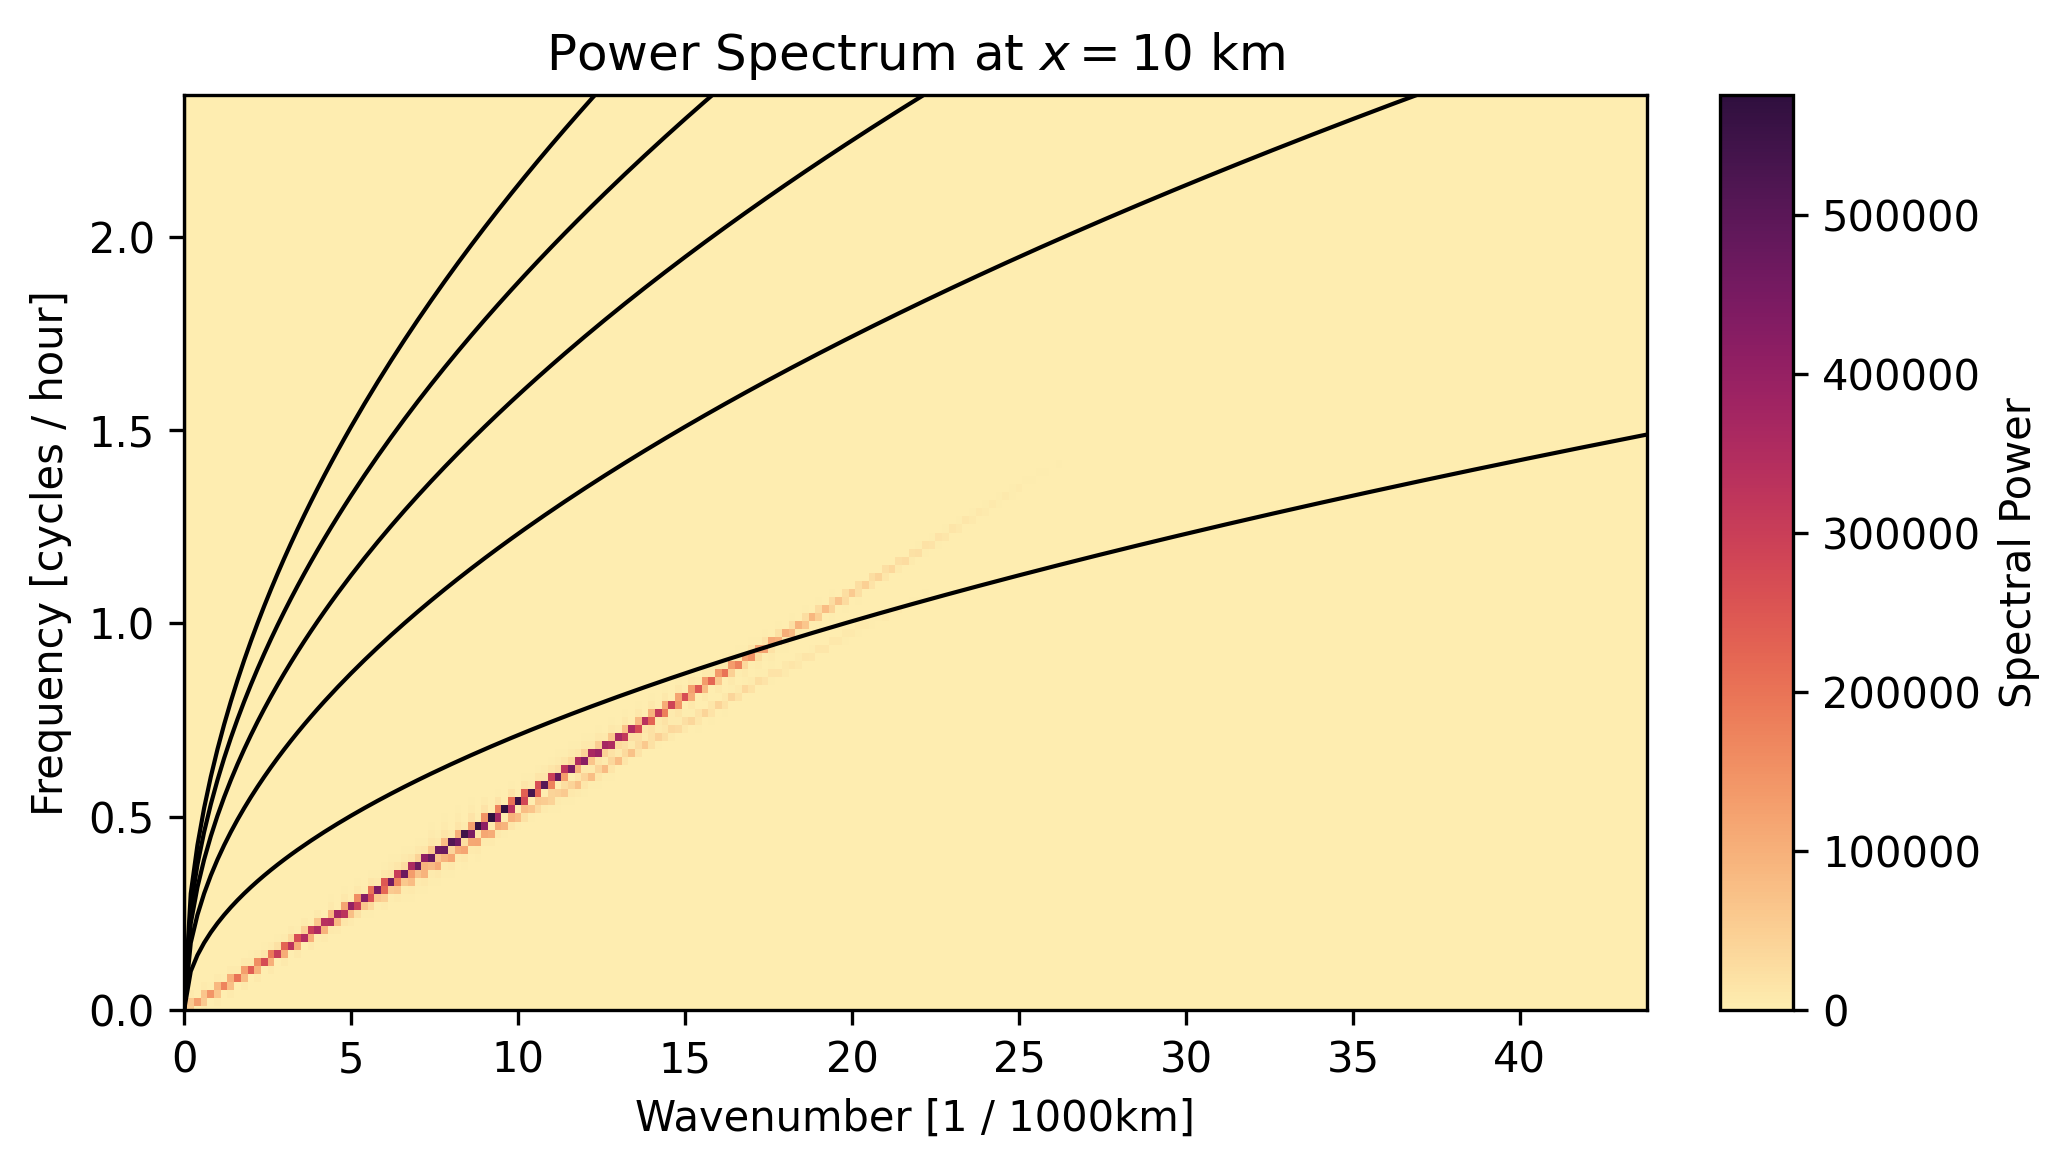 Power Spectrum at x = 10 km
Frequency [cycles / hour]
2.0
1.5
1.0
0.5
0.0
0 5 10 15 20 25 30 35 40
Wavenumber [1 / 1000km]
500000
400000
300000
200000
100000
0
Spectral Power